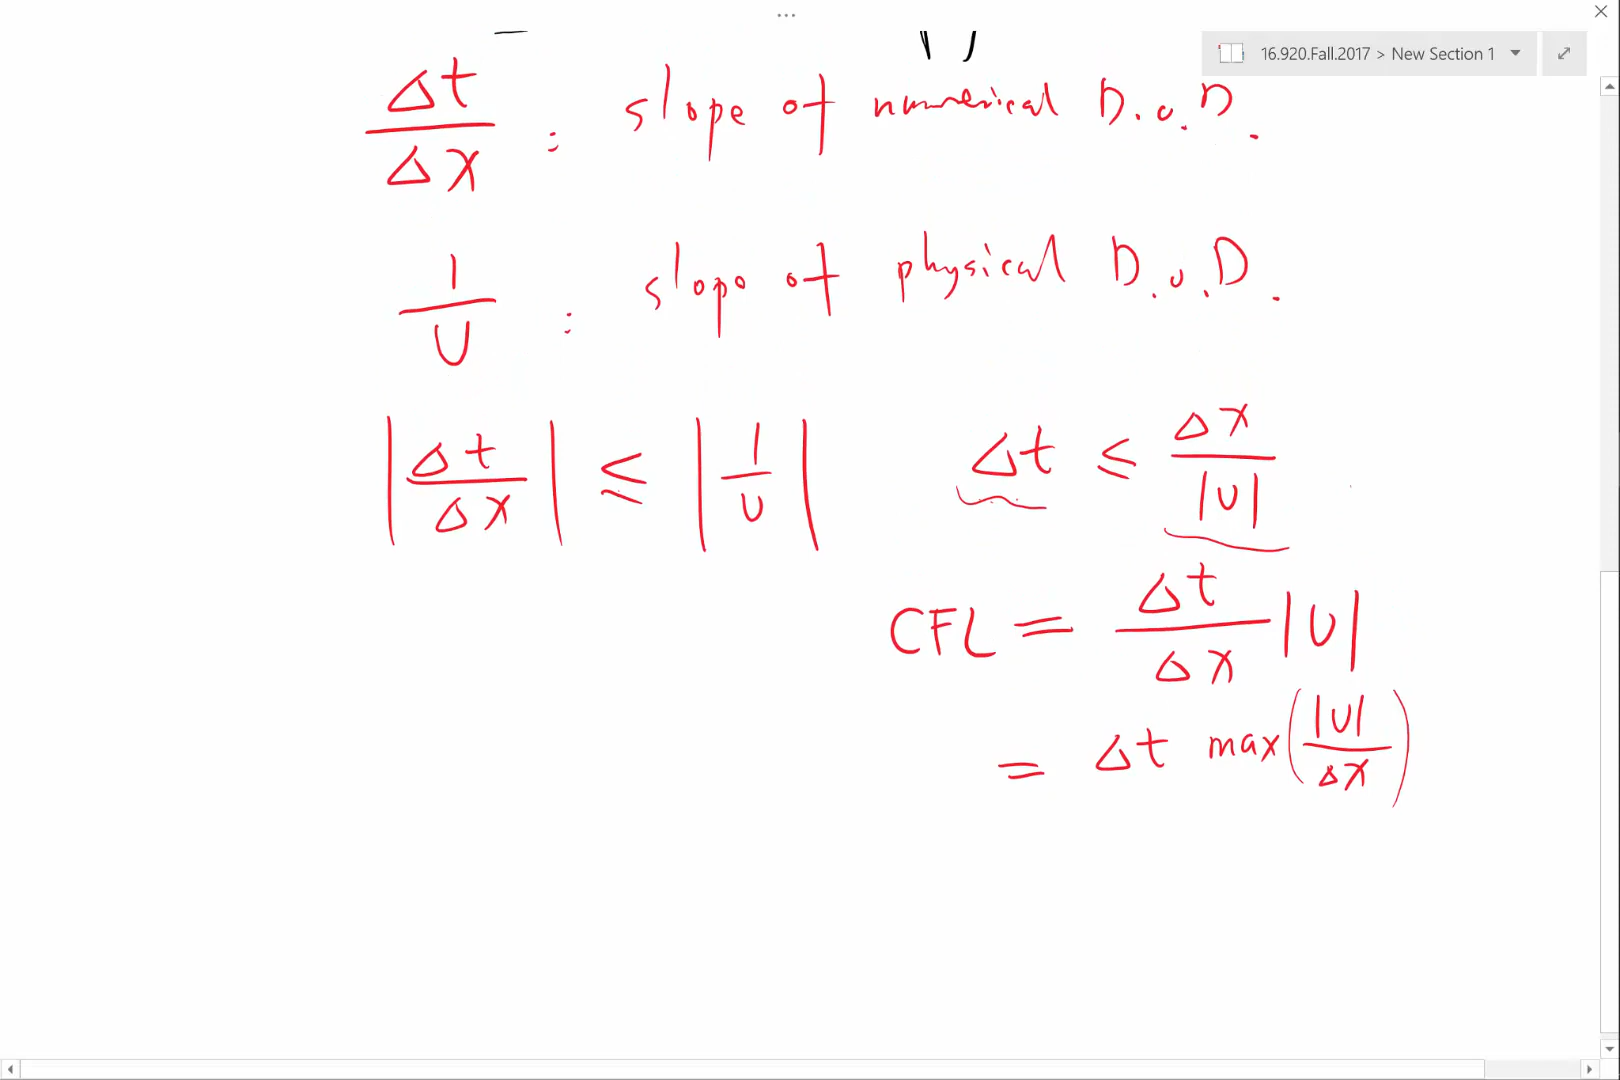 16.920.Fall.2017 > New Section 1
Δt/Δx : slope of numerical D.o.D.
1/U : slope of physical D.o.D.
|Δt/Δx| ≤ |1/U| Δt ≤ Δx/|U|
CFL = Δt/Δx |U|
= Δt max(|U|/Δx)